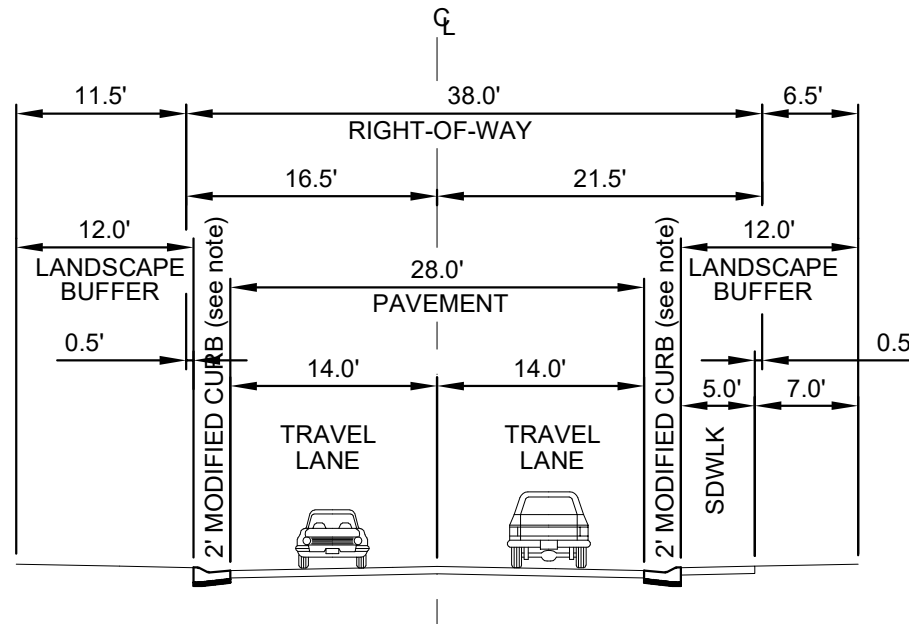 CL
11.5'
38.0'
6.5'
RIGHT-OF-WAY
16.5'
21.5'
12.0'
12.0'
LANDSCAPE
BUFFER
2' MODIFIED CURB (see note)
28.0'
PAVEMENT
2' MODIFIED CURB (see note)
LANDSCAPE
BUFFER
0.5'
0.5
14.0'
14.0'
5.0'
7.0'
TRAVEL
LANE
TRAVEL
LANE
SDWLK